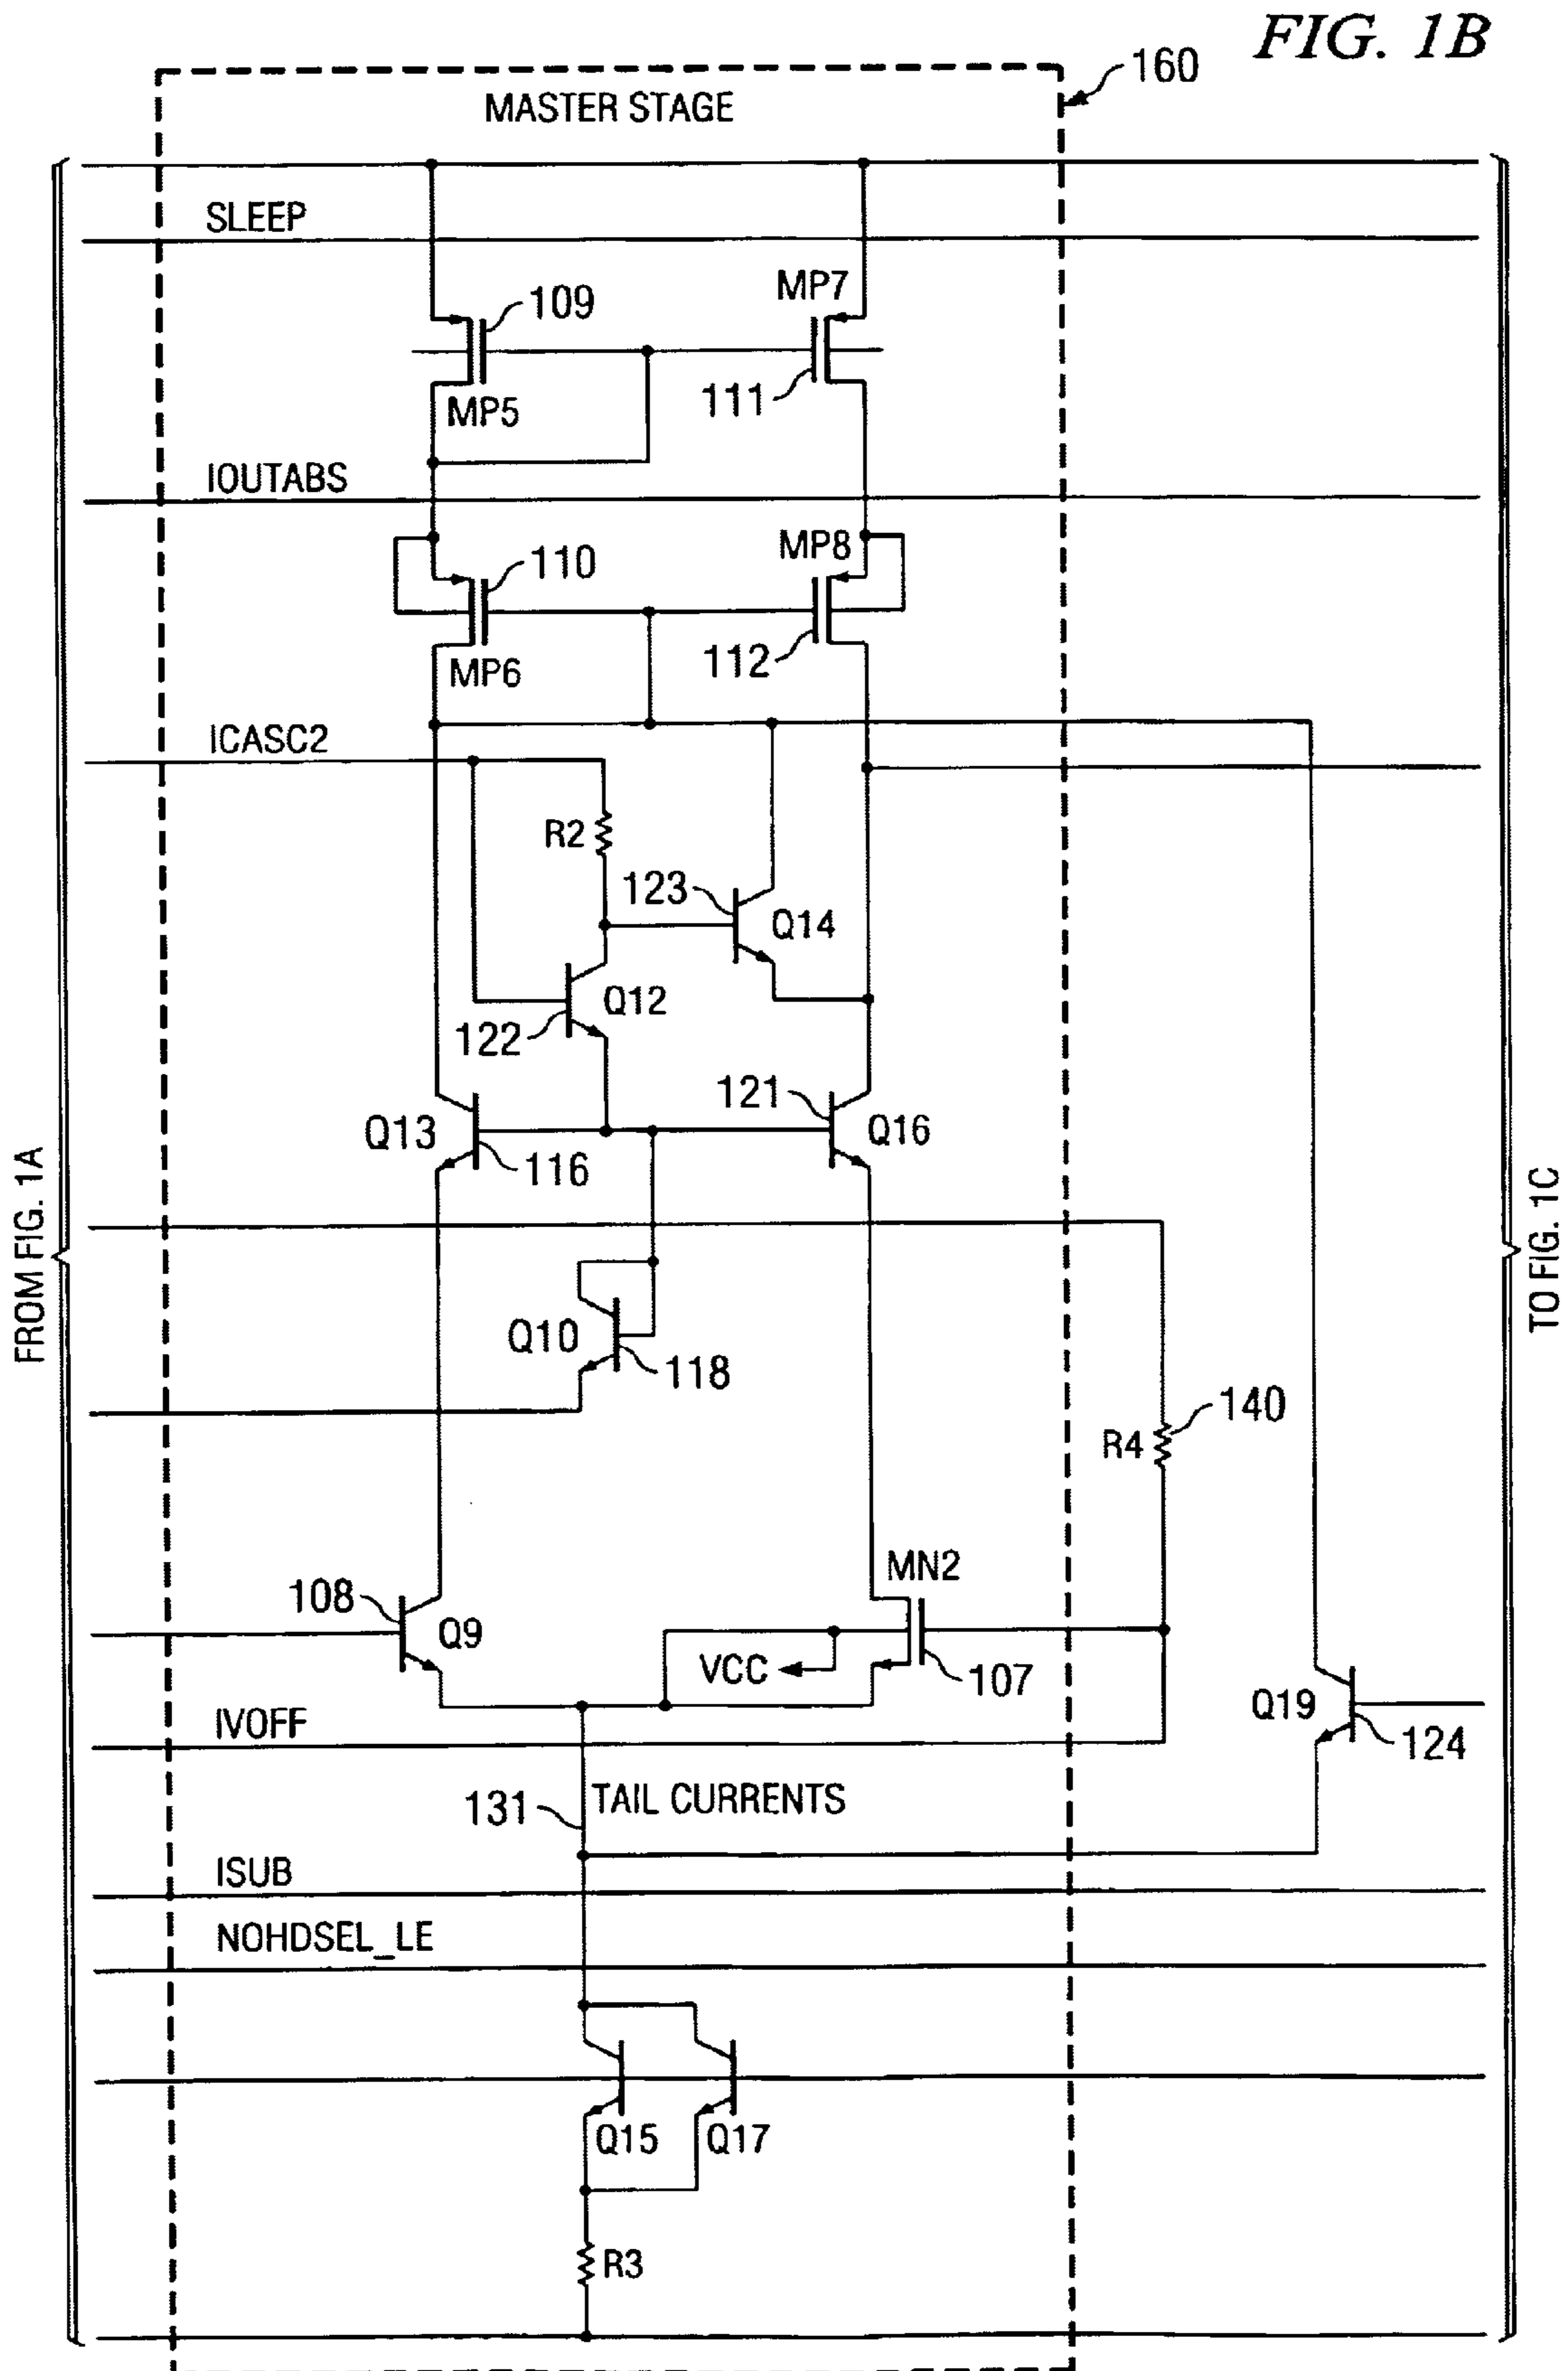 FIG. 1B
160
MASTER STAGE
SLEEP
MP7
109
111
MP5
IOUTABS
MP8
110
112
MP6
ICASC2
R2
123
Q14
Q12
122
121
Q13
Q16
116
FROM FIG. 1A
TO FIG. 1C
Q10
118
140
R4
MN2
108
Q9
VCC
107
Q19
IVOFF
124
131
TAIL CURRENTS
ISUB
NOHDSEL_LE
Q15
Q17
R3